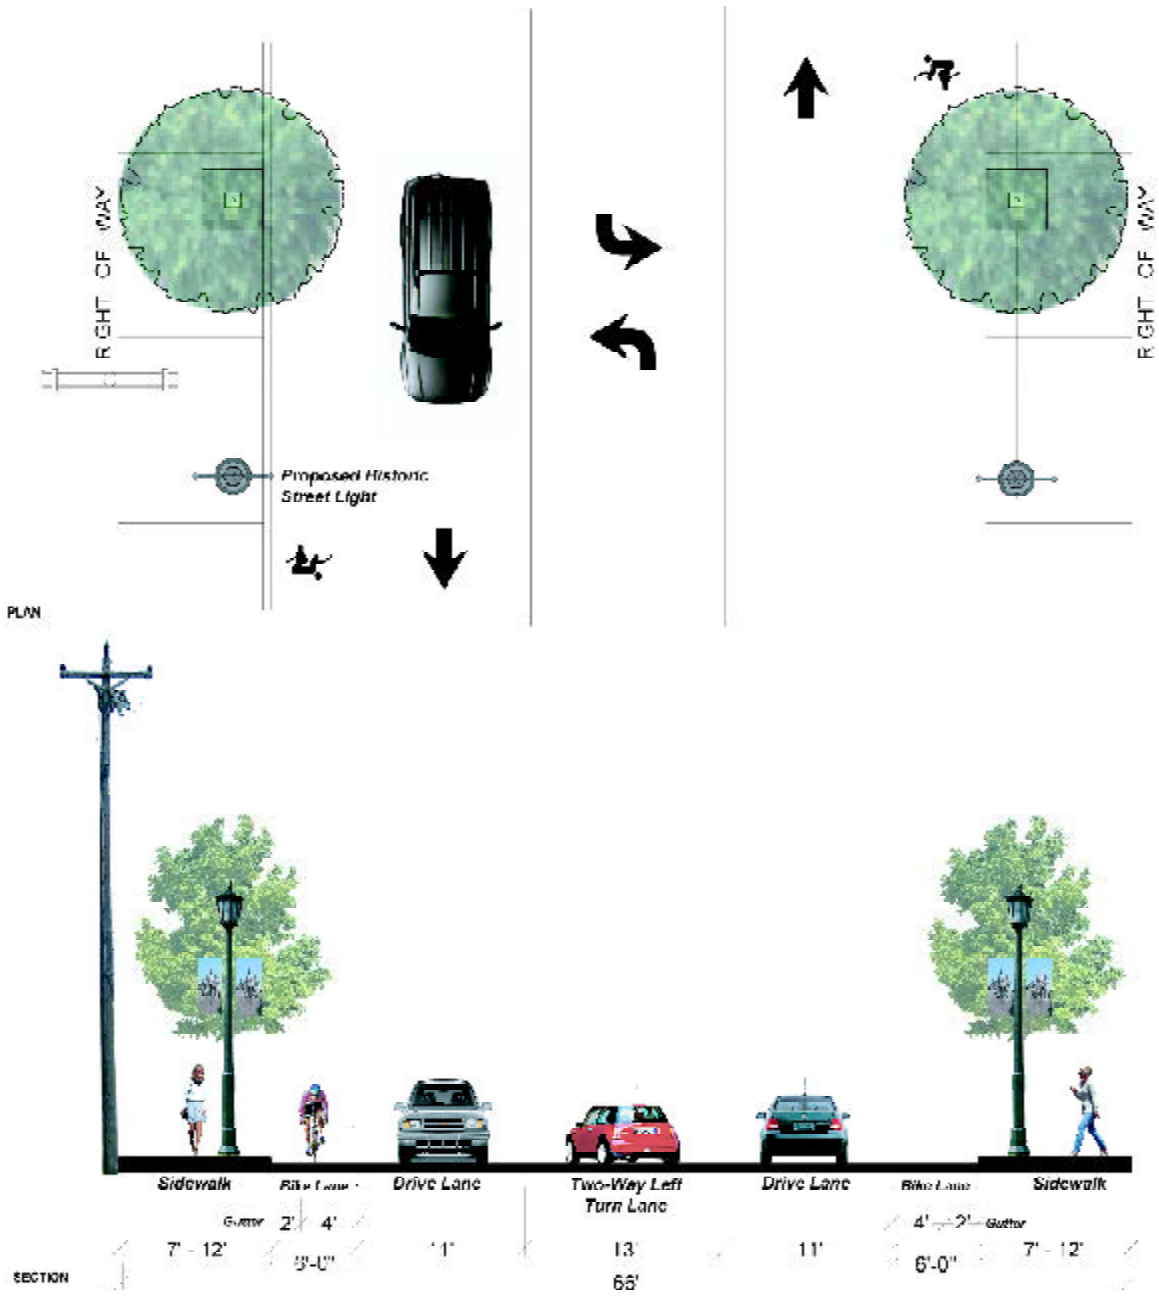 RIGHT OF WAY
RIGHT OF WAY
Proposed Historic
Street Light
PLAN
Sidewalk
Bike Lane
Drive Lane
Two-Way Left
Turn Lane
Drive Lane
Bike Lane
Sidewalk
Gutter 2' 4'
4' 2' Gutter
7' - 12'
6'-0"
11'
13'
11'
6'-0"
7' - 12'
SECTION